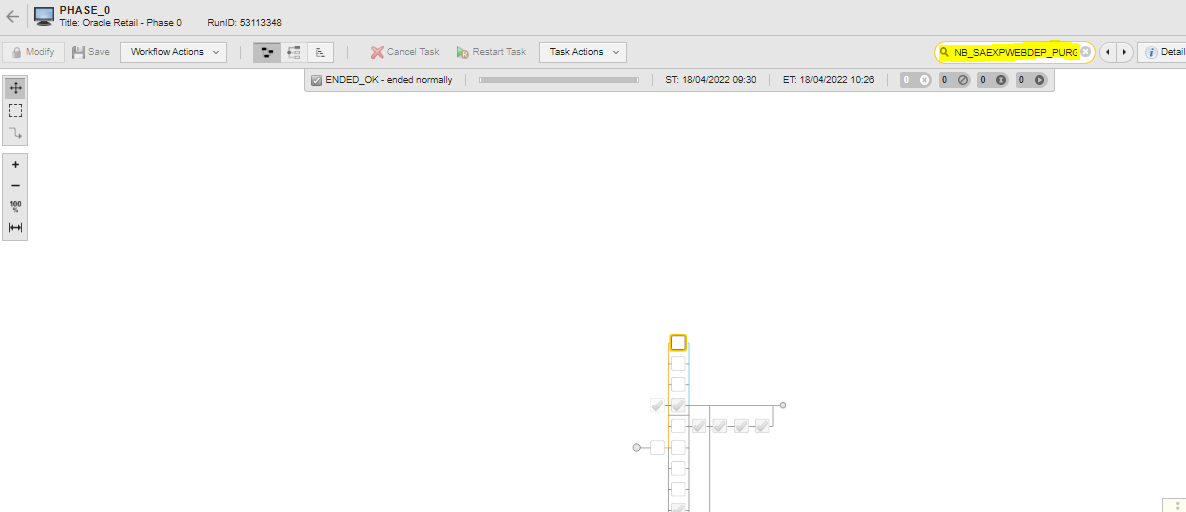 PHASE_0
Title: Oracle Retail - Phase 0 RunID: 53113348
Modify Save Workflow Actions Cancel Task Restart Task Task Actions NB_SAEXPWEBDEP_PURG Detail
ENDED_OK - ended normally ST: 18/04/2022 09:30 ET: 18/04/2022 10:26 0 0 0 0
+
−
100
%